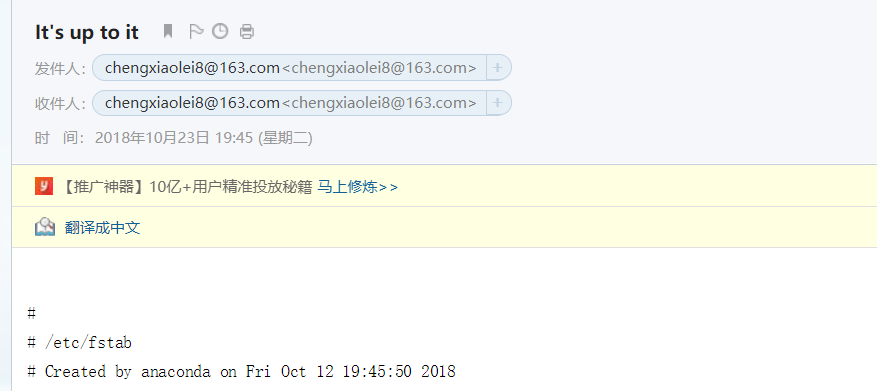 It's up to it
发件人: chengxiaolei8@163.com<chengxiaolei8@163.com> +
收件人: chengxiaolei8@163.com<chengxiaolei8@163.com> +
时 间: 2018年10月23日 19:45 (星期二)
【推广神器】10亿+用户精准投放秘籍 马上修炼>>
翻译成中文
#
# /etc/fstab
# Created by anaconda on Fri Oct 12 19:45:50 2018